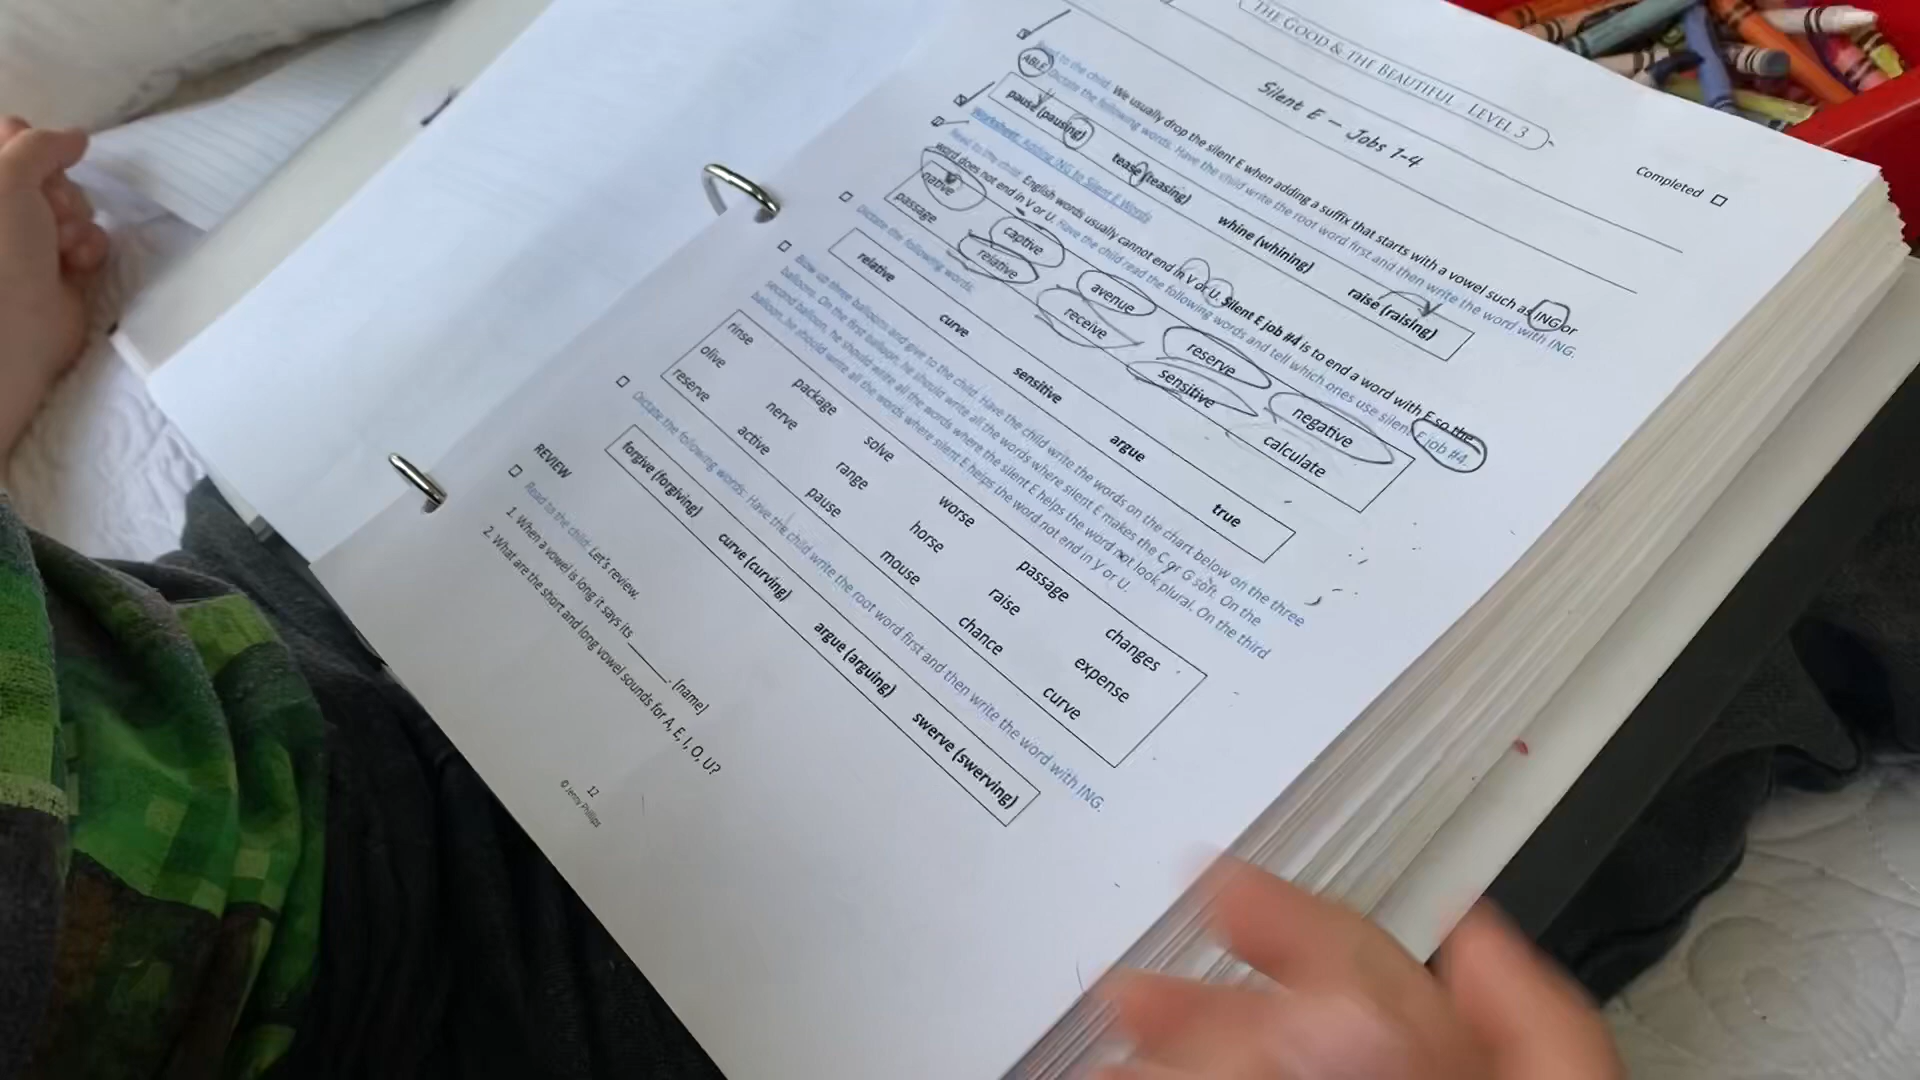 THE GOOD & THE BEAUTIFUL LEVEL 3
Silent E – Jobs 1-4
Completed
Read to the child: We usually drop the silent E when adding a suffix that starts with a vowel such as ING or
ABLE. Dictate the following words. Have the child write the root word first and then write the word with ING.
pause (pausing) tease (teasing) whine (whining) raise (raising)
Worksheet: Adding ING to Silent E Words
Read to the child: English words usually cannot end in V or U. Silent E job #4 is to end a word with E so the
word does not end in V or U. Have the child read the following words and tell which ones use silent E job #4.
native captive avenue reserve negative
passage relative receive sensitive calculate
Dictate the following words.
relative curve sensitive argue true
Blow up three balloons and give to the child. Have the child write the words on the chart below on the three
balloons. On the first balloon, he should write all the words where silent E makes the C or G soft. On the
second balloon, he should write all the words where the silent E helps the word not look plural. On the third
balloon, he should write all the words where silent E helps the word not end in V or U.
rinse package solve worse passage changes
olive nerve range horse raise expense
reserve active pause mouse chance curve
Dictate the following words: Have the child write the root word first and then write the word with ING.
forgive (forgiving) curve (curving) argue (arguing) swerve (swerving)
REVIEW
Read to the child: Let's review.
1. When a vowel is long it says its ______. [name]
2. What are the short and long vowel sounds for A, E, I, O, U?
12
© Jenny Phillips